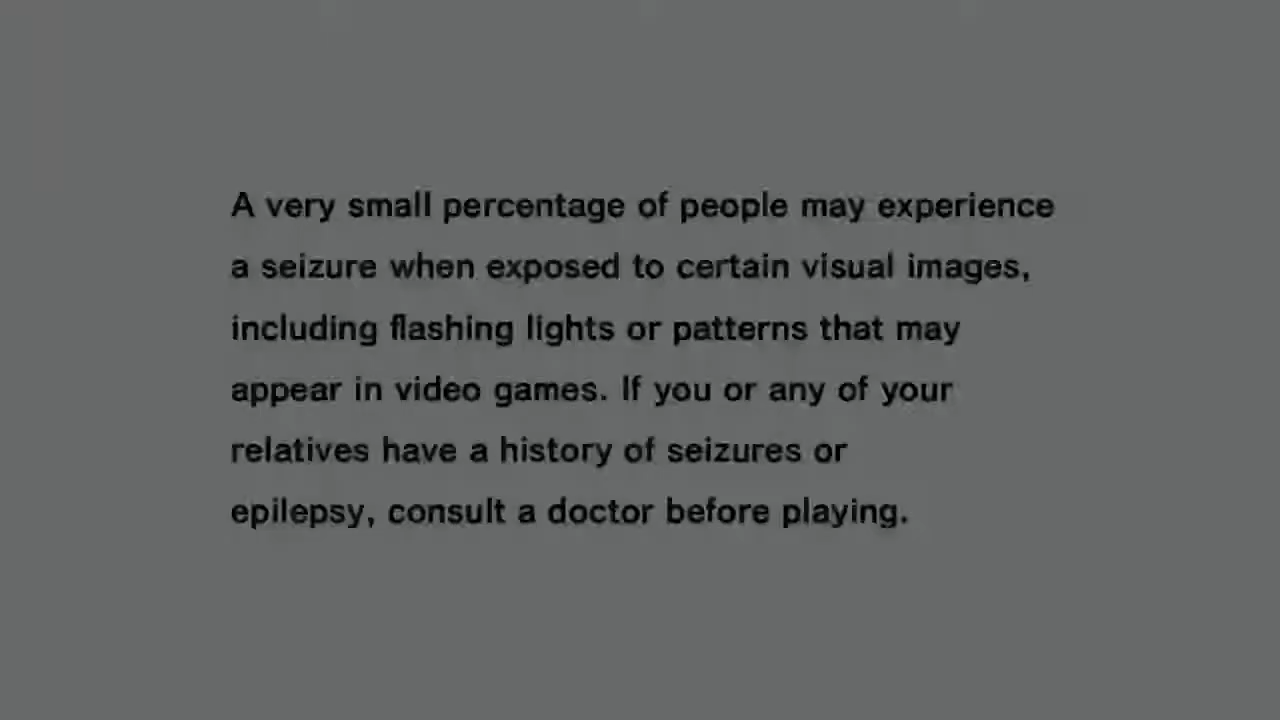 A very small percentage of people may experience
a seizure when exposed to certain visual images,
including flashing lights or patterns that may
appear in video games. If you or any of your
relatives have a history of seizures or
epilepsy, consult a doctor before playing.